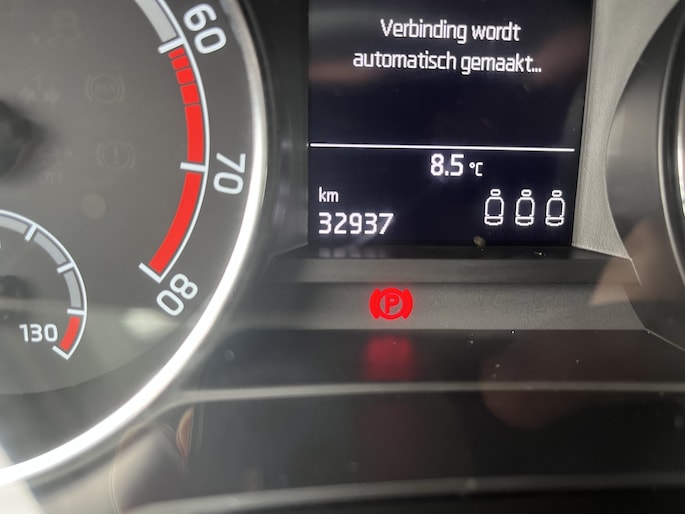 Verbinding wordt
automatisch gemaakt...
60
70
80
130
8.5 °C
km
32937
P